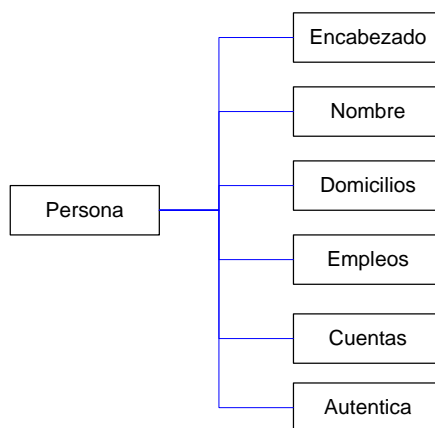 Encabezado
Nombre
Domicilios
Persona
Empleos
Cuentas
Autentica